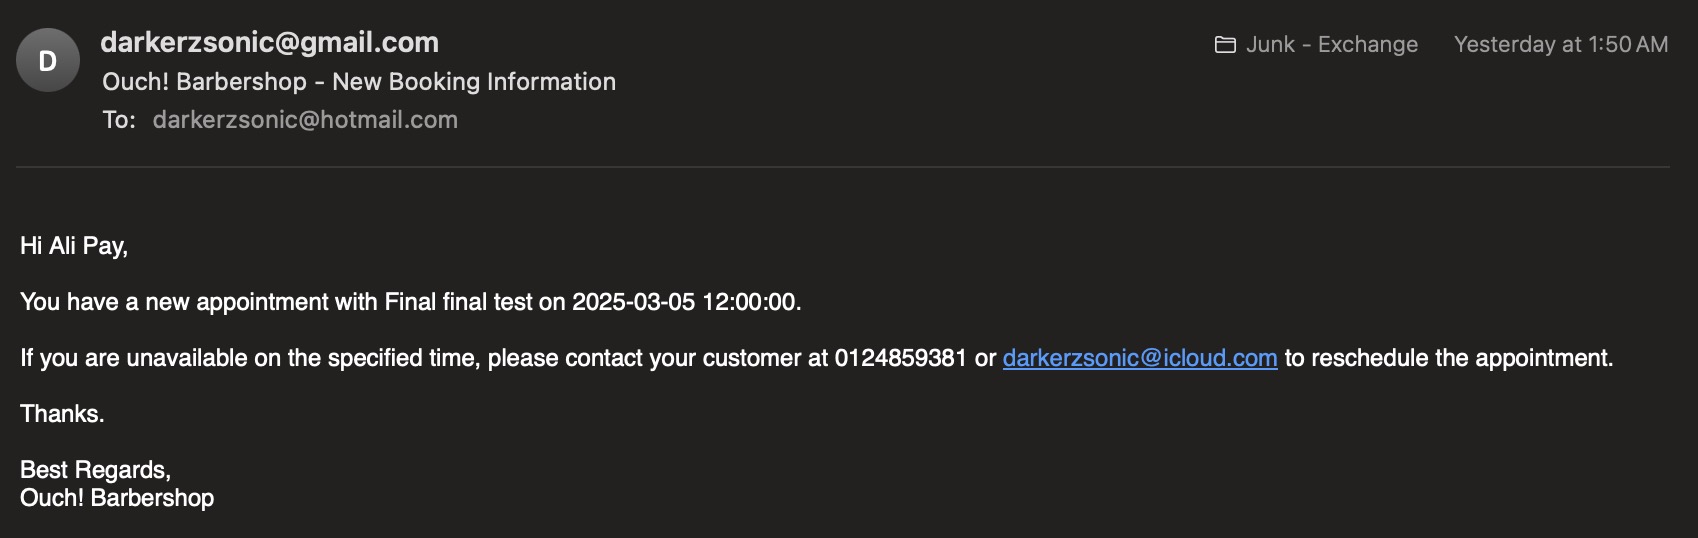 D
darkerzsonic@gmail.com
Junk - Exchange
Yesterday at 1:50 AM
Ouch! Barbershop - New Booking Information
To: darkerzsonic@hotmail.com
Hi Ali Pay,
You have a new appointment with Final final test on 2025-03-05 12:00:00.
If you are unavailable on the specified time, please contact your customer at 0124859381 or darkerzsonic@icloud.com to reschedule the appointment.
Thanks.
Best Regards,
Ouch! Barbershop